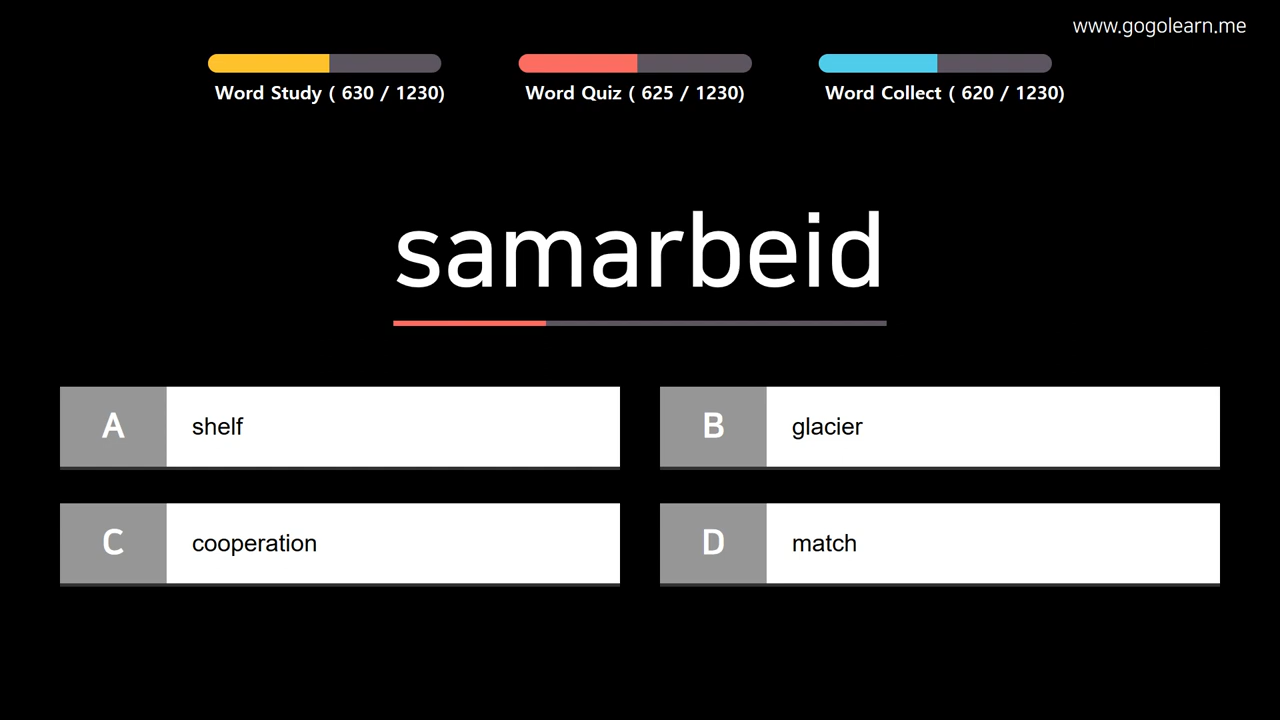 www.gogolearn.me
Word Study ( 630 / 1230)
Word Quiz ( 625 / 1230)
Word Collect ( 620 / 1230)
samarbeid
A shelf
B glacier
C cooperation
D match